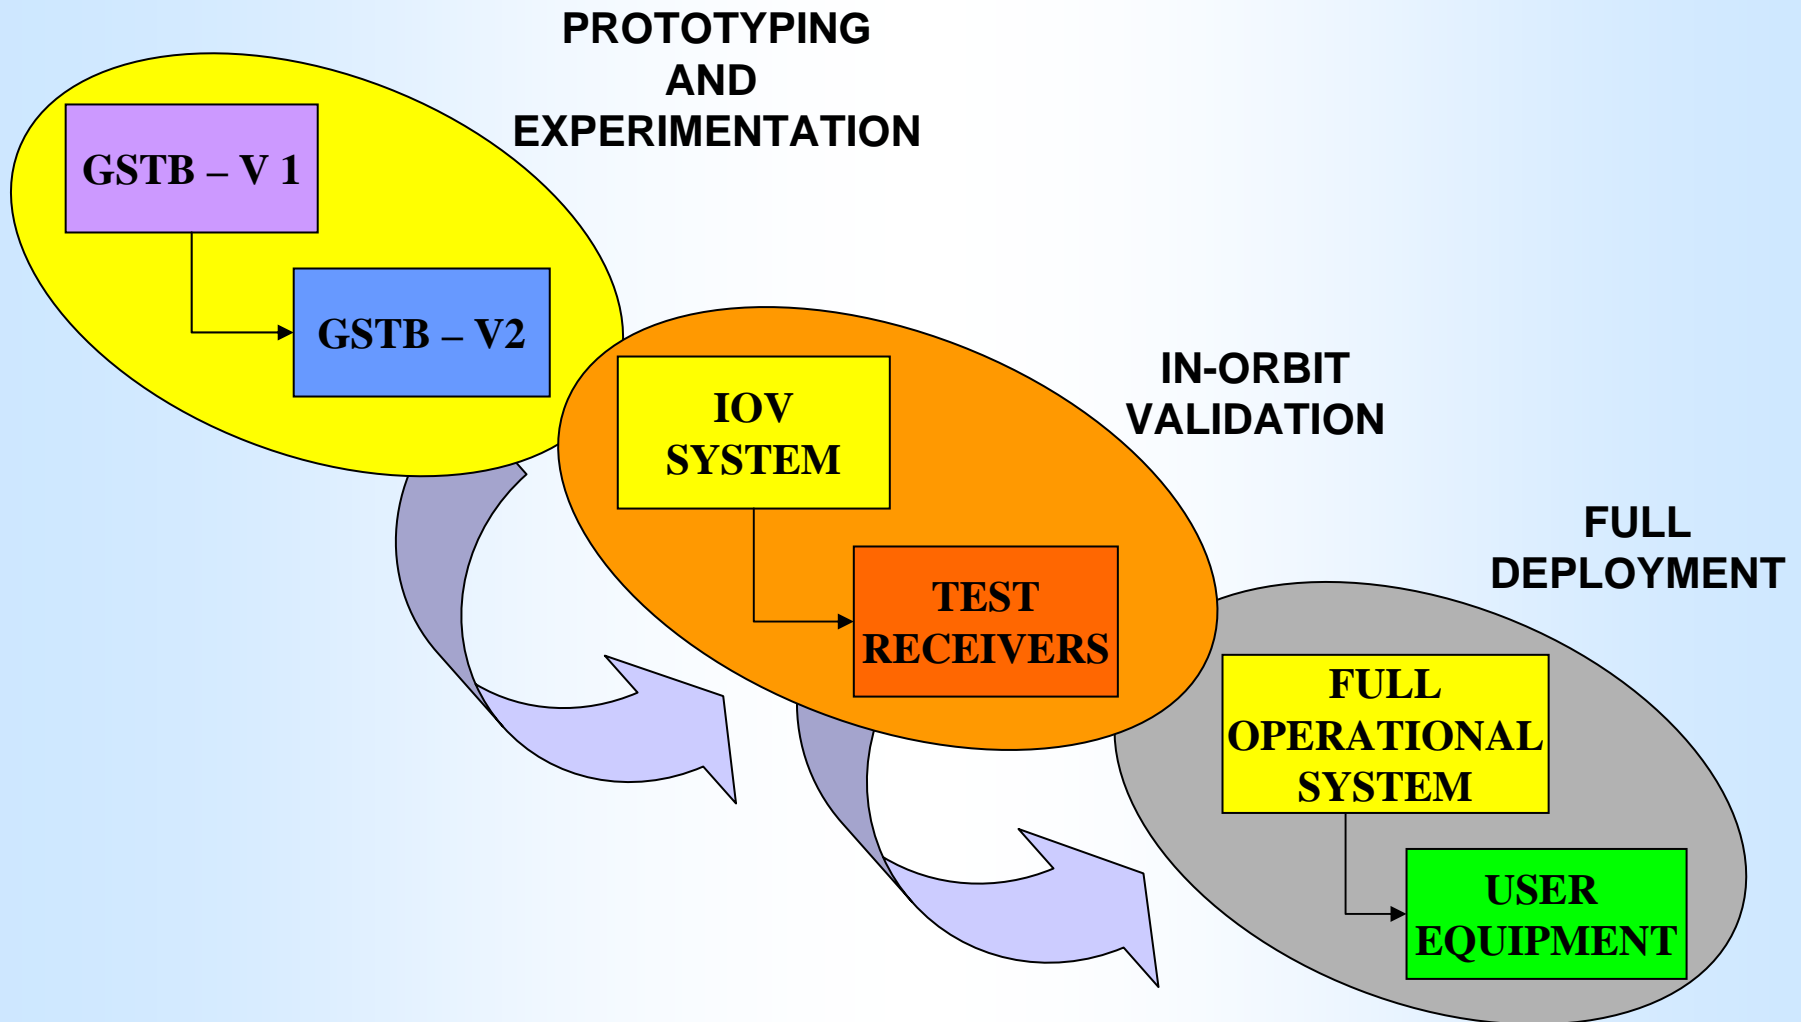 PROTOTYPING
AND
EXPERIMENTATION
GSTB – V 1
GSTB – V2
IOV
SYSTEM
TEST
RECEIVERS
IN-ORBIT
VALIDATION
FULL
DEPLOYMENT
FULL
OPERATIONAL
SYSTEM
USER
EQUIPMENT